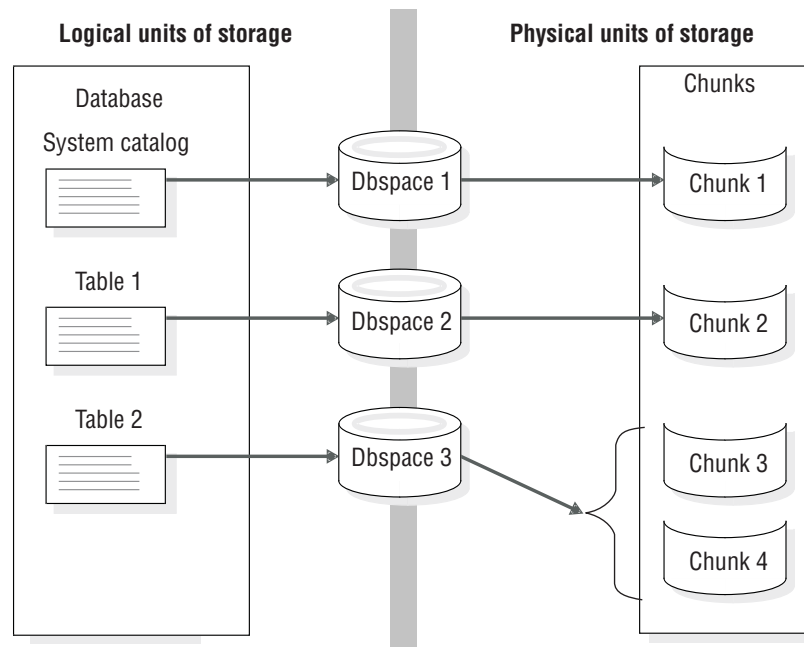 Logical units of storage
Physical units of storage
Database
System catalog
Table 1
Table 2
Dbspace 1
Dbspace 2
Dbspace 3
Chunks
Chunk 1
Chunk 2
Chunk 3
Chunk 4